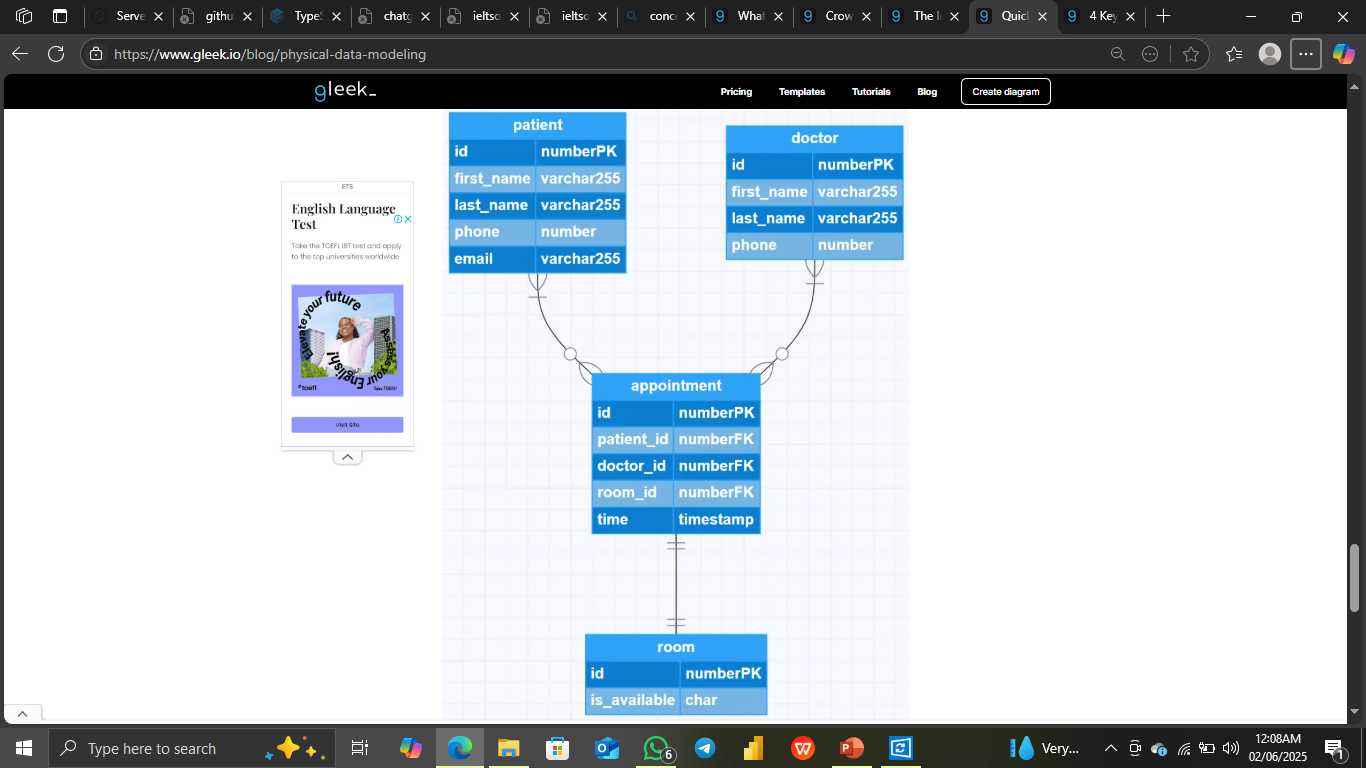 Serve
githu
TypeS
chatg
ieltso
ieltso
conc
What
Crow
The l
Quic
4 Key
https://www.gleek.io/blog/physical-data-modeling
gleek_
Pricing
Templates
Tutorials
Blog
Create diagram
patient
id numberPK
first_name varchar255
last_name varchar255
phone number
email varchar255
doctor
id numberPK
first_name varchar255
last_name varchar255
phone number
ETS
English Language
Test
Take the TOEFL iBT test and apply
to the top universities worldwide
Elevate your future
Assess your English!
toefl
Take TOEFL
Visit Site
appointment
id numberPK
patient_id numberFK
doctor_id numberFK
room_id numberFK
time timestamp
room
id numberPK
is_available char
Type here to search
6
Very...
12:08AM
02/06/2025
1